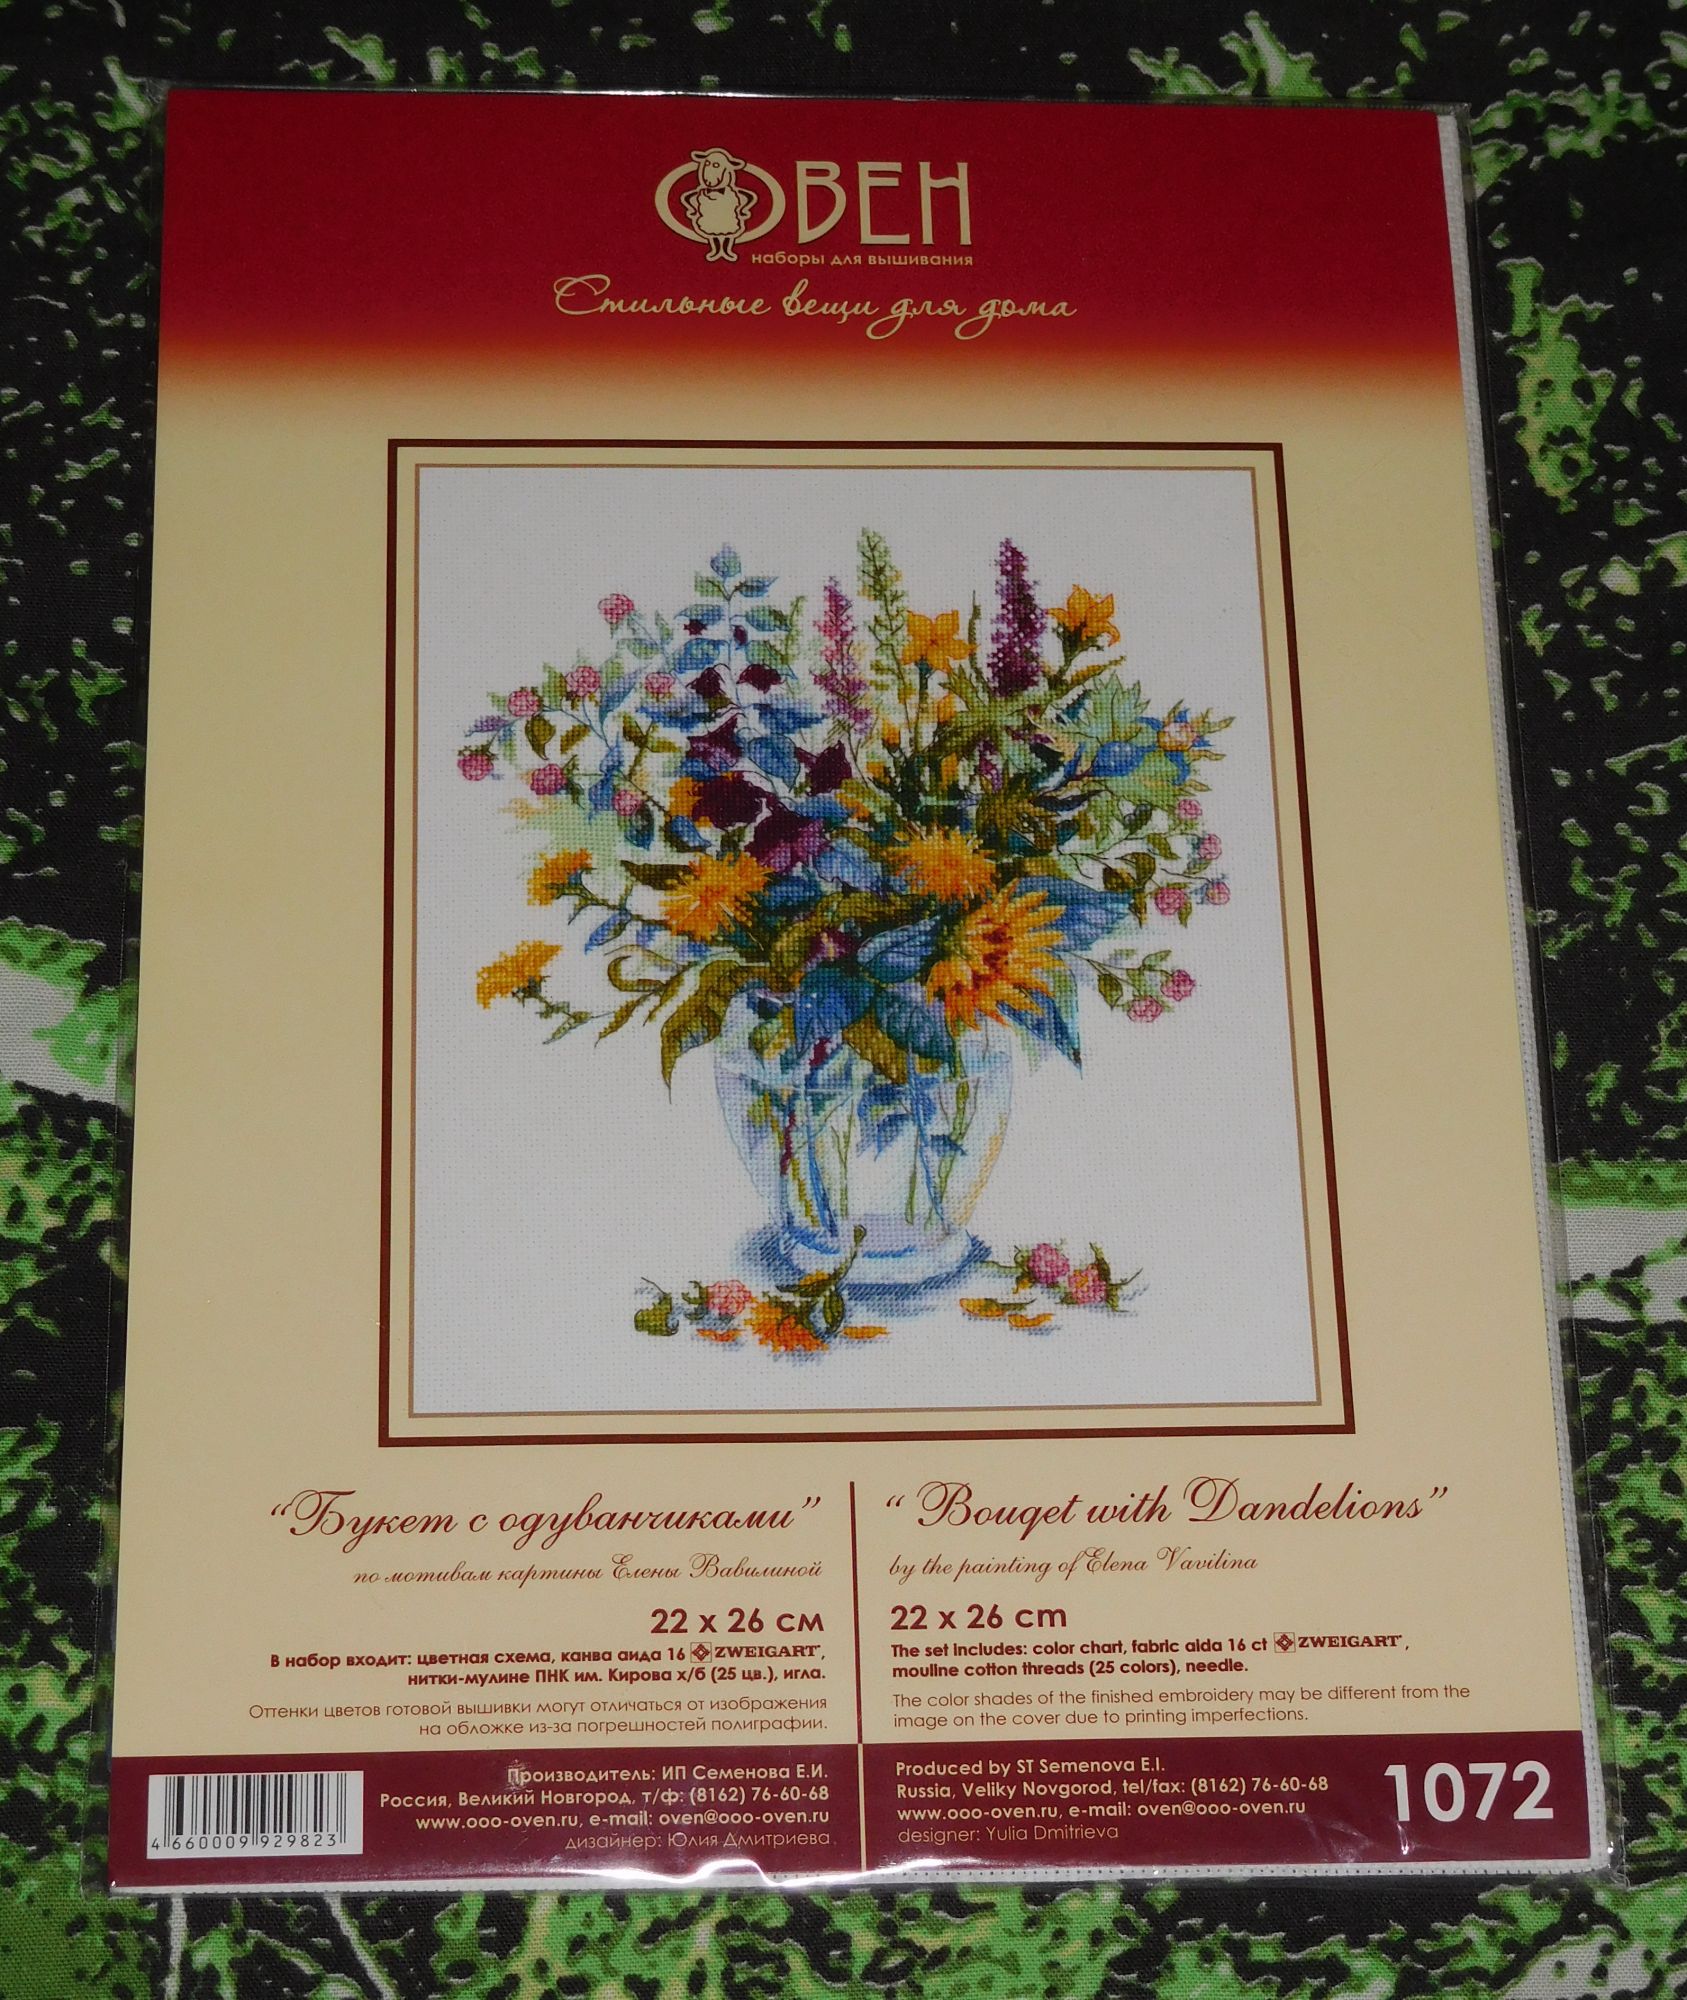 ОВЕН
наборы для вышивания
Стильные вещи для дома
"Букет с одуванчиками"
по мотивам картины Елены Вавилиной
22 х 26 см
В набор входит: цветная схема, канва аида 16 ZWEIGART,
нитки-мулине ПНК им. Кирова х/б (25 цв.), игла.
Оттенки цветов готовой вышивки могут отличаться от изображения
на обложке из-за погрешностей полиграфии.
"Bouqet with Dandelions"
by the painting of Elena Vavilina
22 x 26 cm
The set includes: color chart, fabric aida 16 ct ZWEIGART,
mouline cotton threads (25 colors), needle.
The color shades of the finished embroidery may be different from the
image on the cover due to printing imperfections.
4 660009 929823
Производитель: ИП Семенова Е.И.
Россия, Великий Новгород, т/ф: (8162) 76-60-68
www.ooo-oven.ru, e-mail: oven@ooo-oven.ru
дизайнер: Юлия Дмитриева
Produced by ST Semenova E.I.
Russia, Veliky Novgorod, tel/fax: (8162) 76-60-68
www.ooo-oven.ru, e-mail: oven@ooo-oven.ru
designer: Yulia Dmitrieva
1072